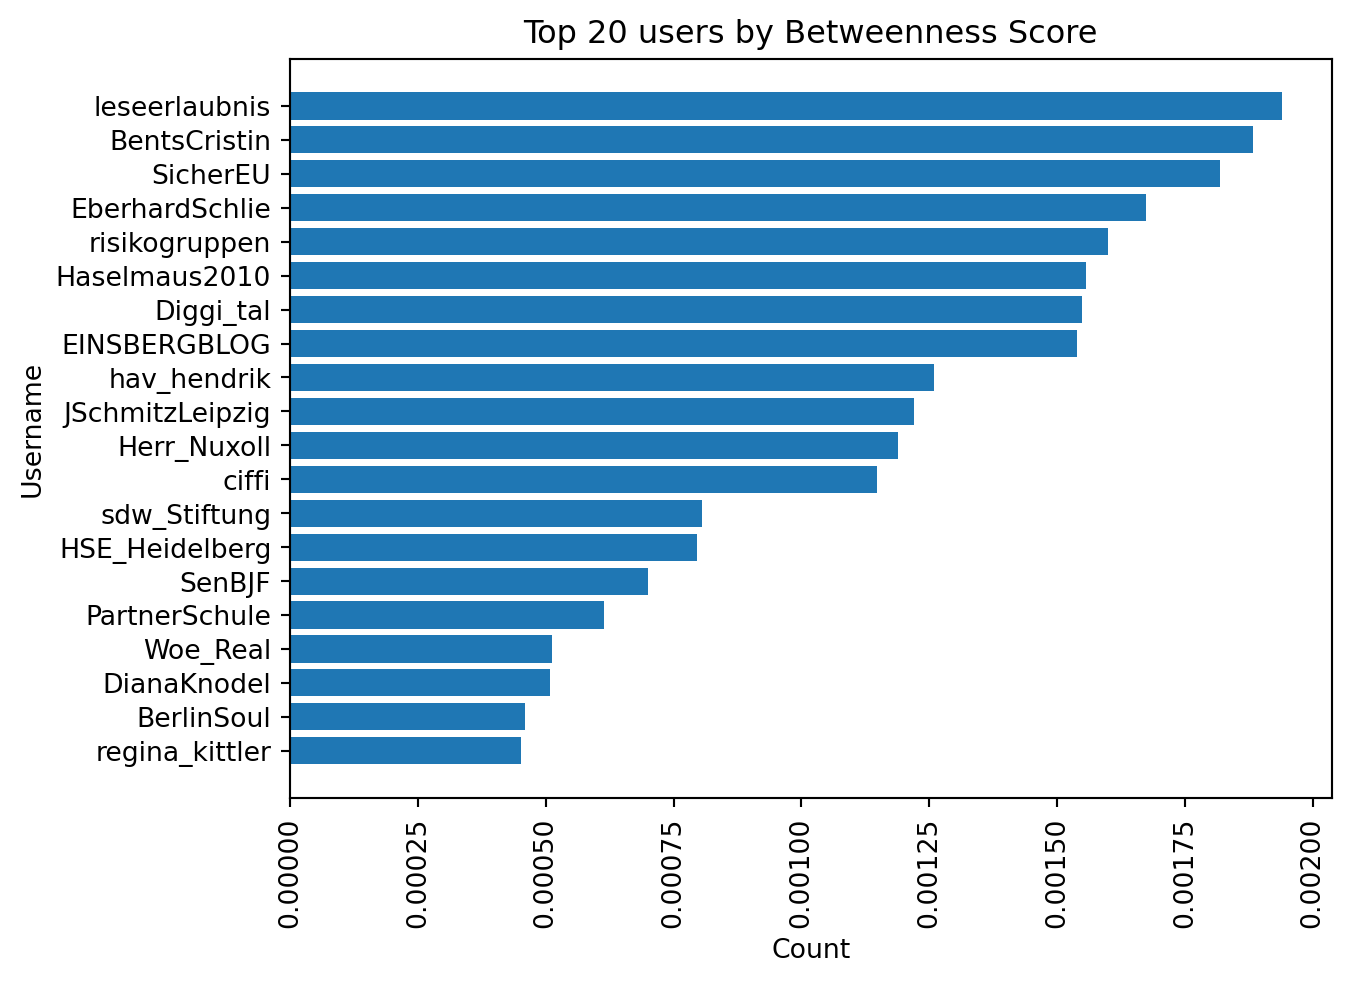 Top 20 users by Betweenness Score
Username
leseerlaubnis
BentsCristin
SicherEU
EberhardSchlie
risikogruppen
Haselmaus2010
Diggi_tal
EINSBERGBLOG
hav_hendrik
JSchmitzLeipzig
Herr_Nuxoll
ciffi
sdw_Stiftung
HSE_Heidelberg
SenBJF
PartnerSchule
Woe_Real
DianaKnodel
BerlinSoul
regina_kittler
0.00000
0.00025
0.00050
0.00075
0.00100
0.00125
0.00150
0.00175
0.00200
Count